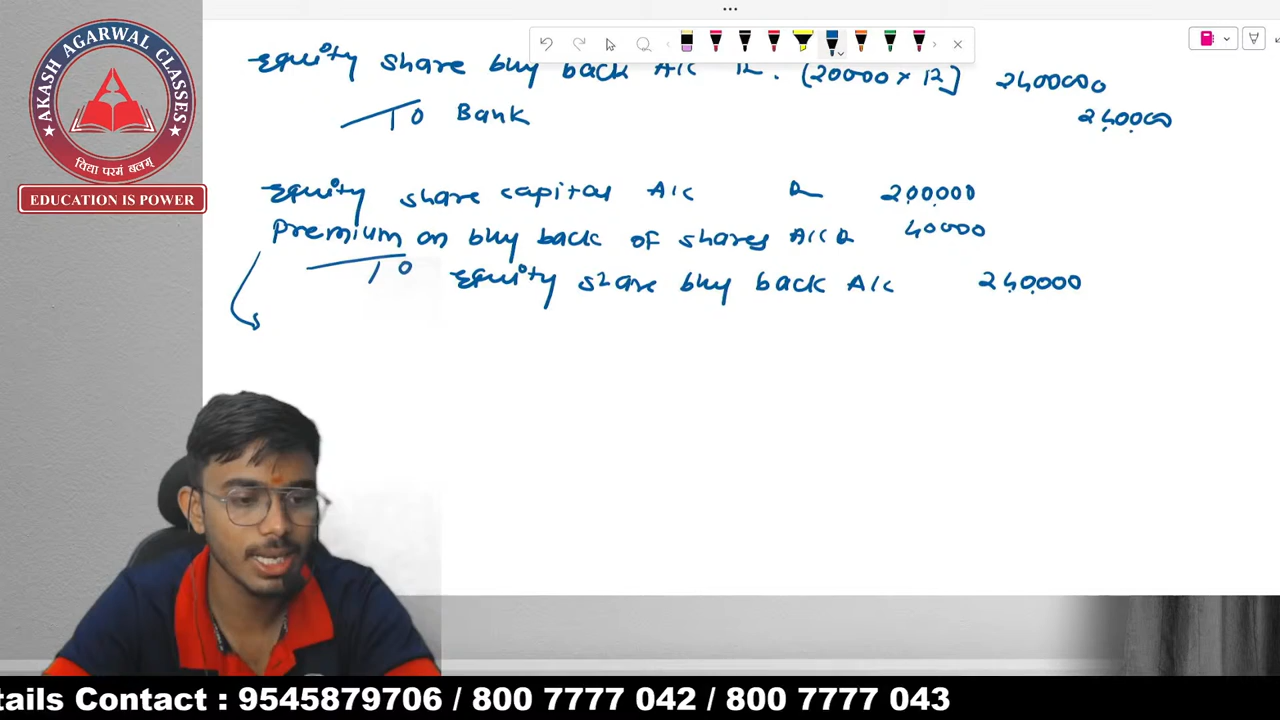 AKASH AGARWAL CLASSES
विद्या परमं बलम्
EDUCATION IS POWER
Equity share buy back A/c Dr. (20000 x 12) 2400000
To Bank 240000
Equity share capital A/c Dr 200000
Premium on buy back of shares A/c Dr 40000
To Equity share buy back A/c 240000
tails Contact : 9545879706 / 800 7777 042 / 800 7777 043